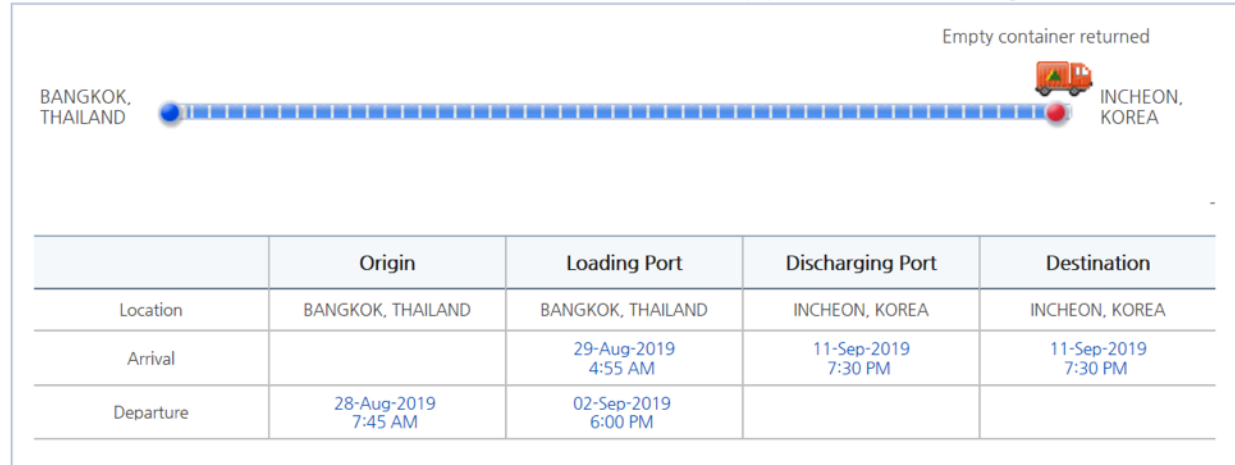 Empty container returned
BANGKOK,
THAILAND
INCHEON,
KOREA
-
Origin Loading Port Discharging Port Destination
Location BANGKOK, THAILAND BANGKOK, THAILAND INCHEON, KOREA INCHEON, KOREA
Arrival 29-Aug-2019 11-Sep-2019 11-Sep-2019
4:55 AM 7:30 PM 7:30 PM
Departure 28-Aug-2019 02-Sep-2019
7:45 AM 6:00 PM